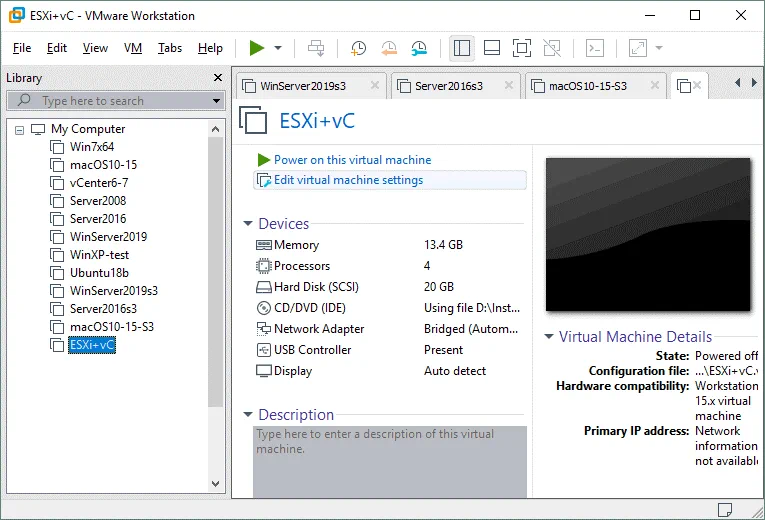 ESXi+vC - VMware Workstation
File Edit View VM Tabs Help
Library
Type here to search
My Computer
Win7x64
macOS10-15
vCenter6-7
Server2008
Server2016
WinServer2019
WinXP-test
Ubuntu18b
WinServer2019s3
Server2016s3
macOS10-15-S3
ESXi+vC
WinServer2019s3 Server2016s3 macOS10-15-S3
ESXi+vC
Power on this virtual machine
Edit virtual machine settings
Devices
Memory 13.4 GB
Processors 4
Hard Disk (SCSI) 20 GB
CD/DVD (IDE) Using file D:\Inst...
Network Adapter Bridged (Autom...
USB Controller Present
Display Auto detect
Description
Type here to enter a description of this virtual
machine.
Virtual Machine Details
State: Powered off
Configuration file: ...\ESXi+vC.v
Hardware compatibility: Workstation
15.x virtual
machine
Primary IP address: Network
information
not available